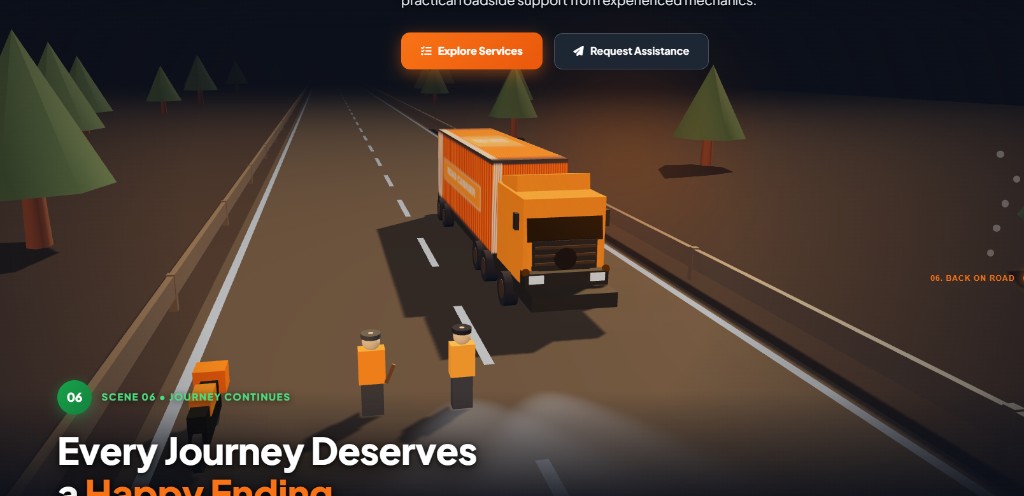 practical roadside support from experienced mechanics.
Explore Services
Request Assistance
06. BACK ON ROAD
06
SCENE 06 • JOURNEY CONTINUES
Every Journey Deserves
a Happy Ending